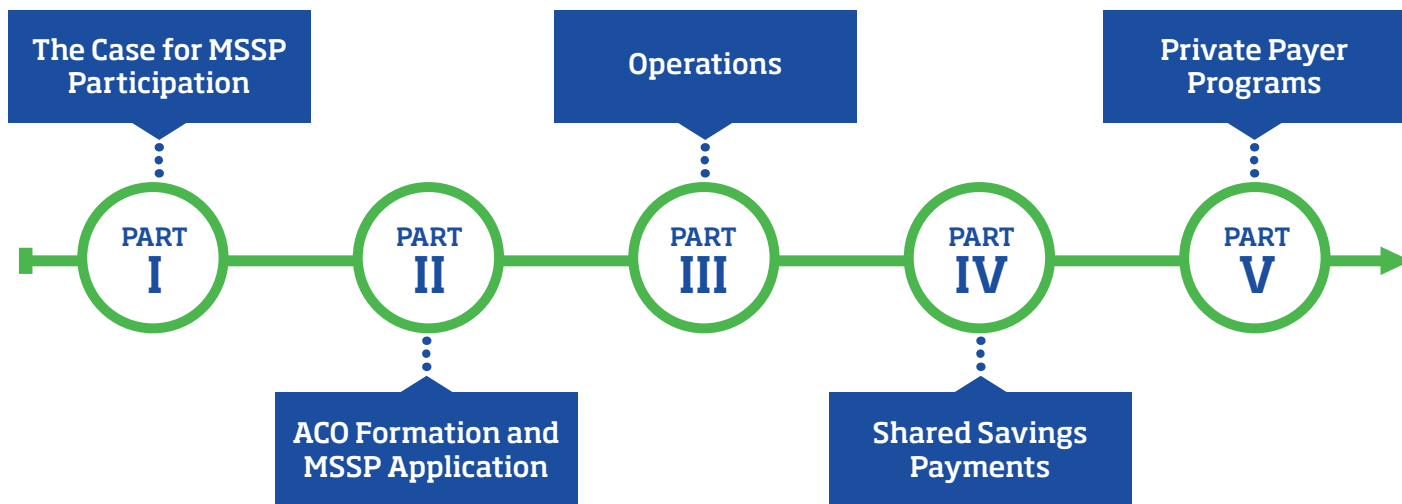 The Case for MSSP
Participation
Operations
Private Payer
Programs
PART
I
PART
II
PART
III
PART
IV
PART
V
ACO Formation and
MSSP Application
Shared Savings
Payments